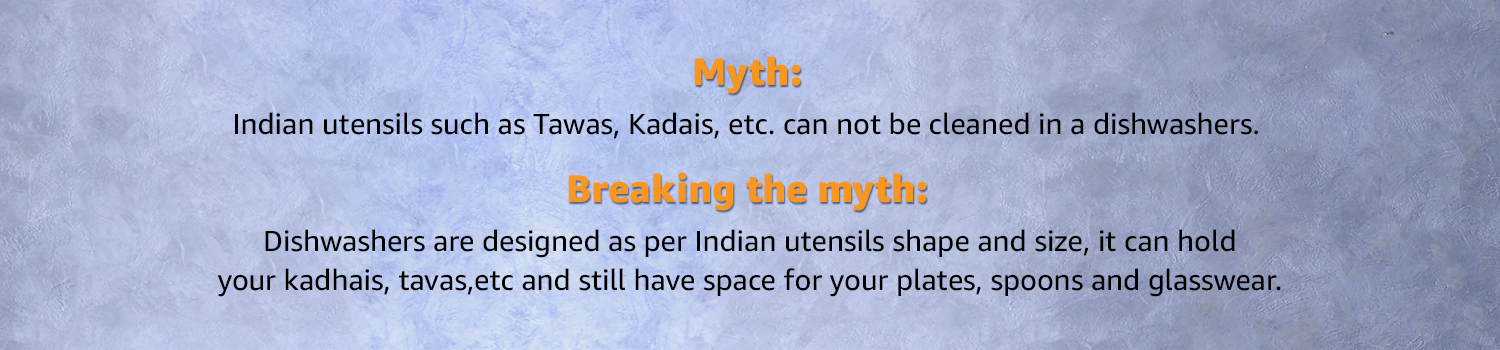 Myth:
Indian utensils such as Tawas, Kadais, etc. can not be cleaned in a dishwashers.
Breaking the myth:
Dishwashers are designed as per Indian utensils shape and size, it can hold
your kadhais, tavas,etc and still have space for your plates, spoons and glasswear.